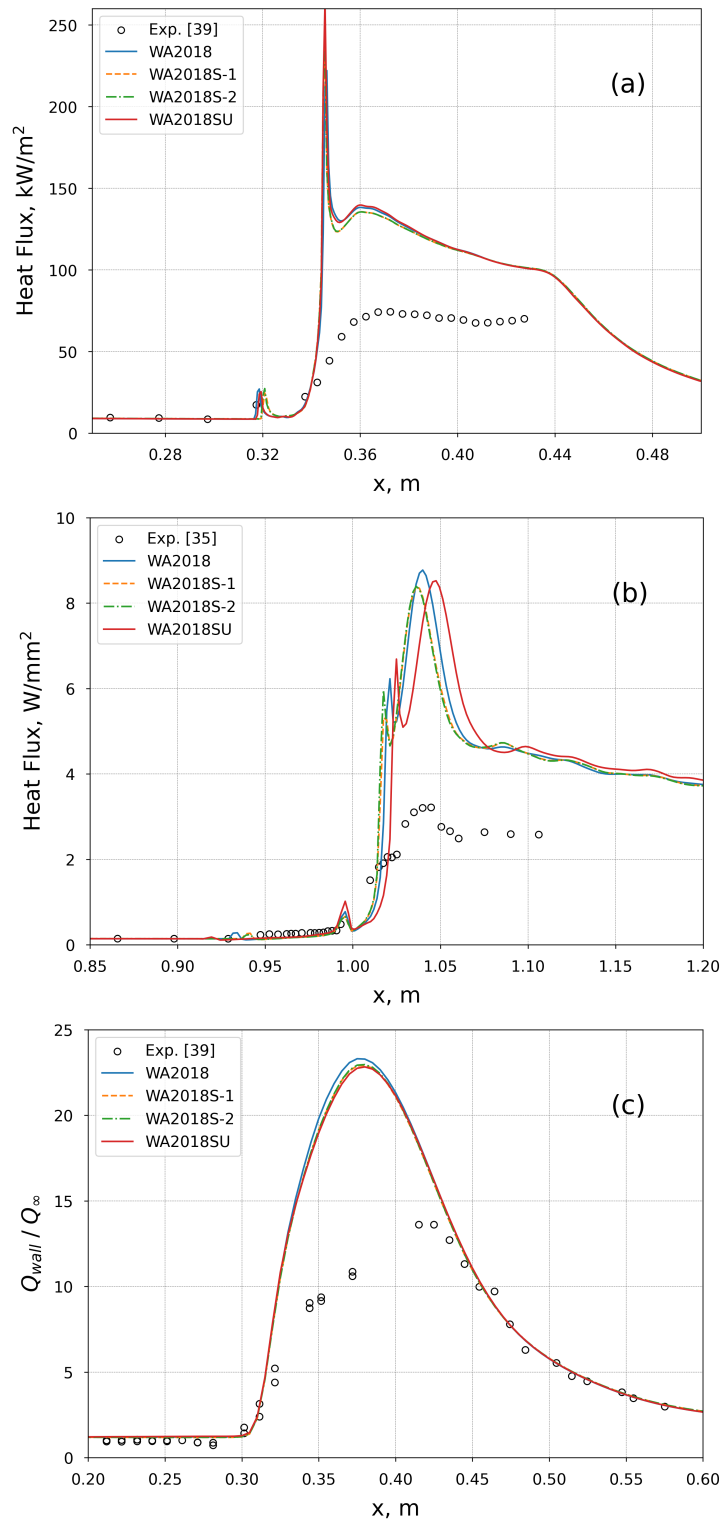 Exp. [39]
WA2018
WA2018S-1
WA2018S-2
WA2018SU
(a)
250
200
150
100
50
0
Heat Flux, kW/m²
0.28 0.32 0.36 0.40 0.44 0.48
x, m
Exp. [35]
WA2018
WA2018S-1
WA2018S-2
WA2018SU
(b)
10
8
6
4
2
0
Heat Flux, W/mm²
0.85 0.90 0.95 1.00 1.05 1.10 1.15 1.20
x, m
Exp. [39]
WA2018
WA2018S-1
WA2018S-2
WA2018SU
(c)
25
20
15
10
5
0
Q_wall / Q_∞
0.20 0.25 0.30 0.35 0.40 0.45 0.50 0.55 0.60
x, m